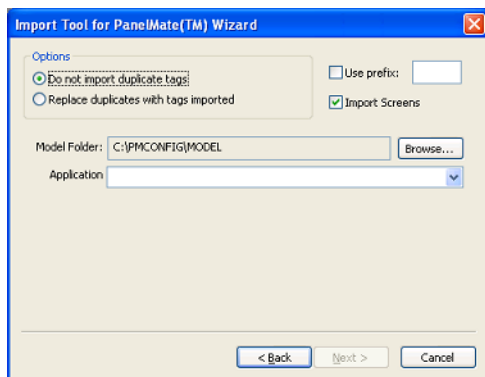 Import Tool for PanelMate(TM) Wizard
Options
Do not import duplicate tags
Replace duplicates with tags imported
Use prefix:
Import Screens
Model Folder: C:\PMCONFIG\MODEL Browse...
Application
< Back Next > Cancel